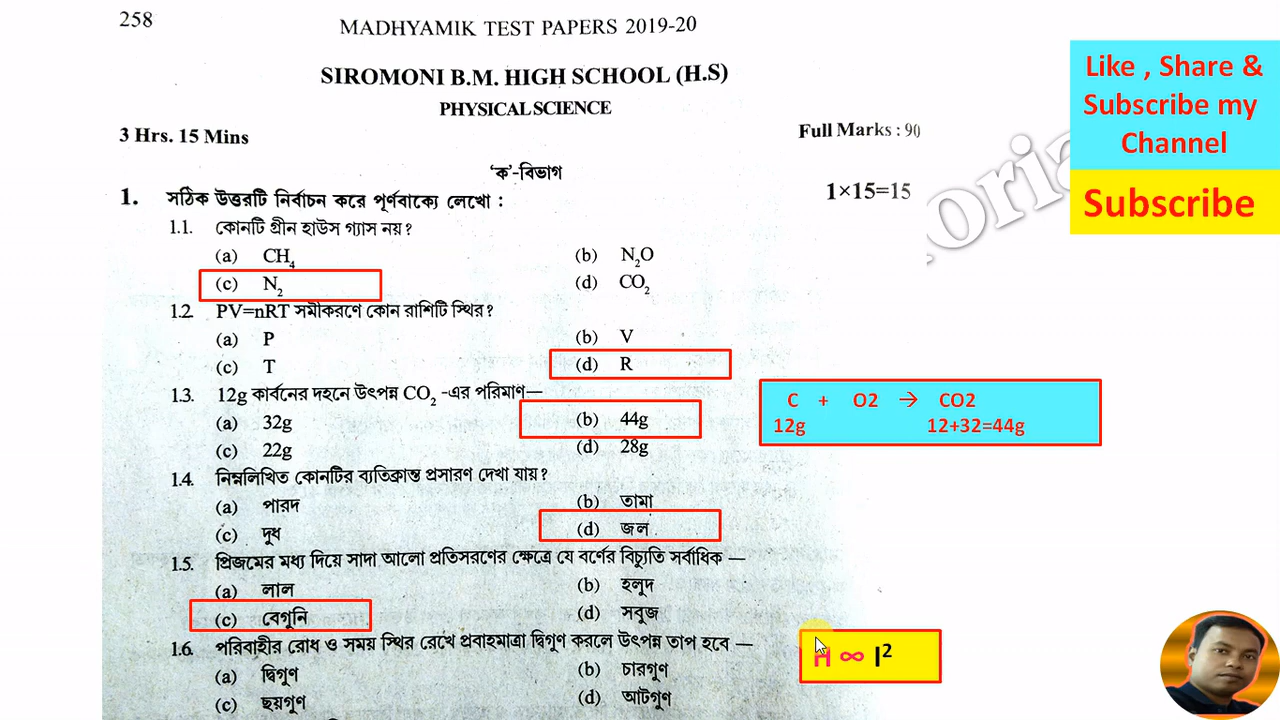 258
MADHYAMIK TEST PAPERS 2019-20
SIROMONI B.M. HIGH SCHOOL (H.S)
PHYSICAL SCIENCE
3 Hrs. 15 Mins
Full Marks : 90
'ক'-বিভাগ
1. সঠিক উত্তরটি নির্বাচন করে পূর্ণবাক্যে লেখো :
1×15=15
1.1. কোনটি গ্রীন হাউস গ্যাস নয়?
(a) CH₄ (b) N₂O
(c) N₂ (d) CO₂
1.2. PV=nRT সমীকরণে কোন রাশিটি স্থির?
(a) P (b) V
(c) T (d) R
1.3. 12g কার্বনের দহনে উৎপন্ন CO₂ -এর পরিমাণ—
(a) 32g (b) 44g
(c) 22g (d) 28g
1.4. নিম্নলিখিত কোনটির ব্যতিক্রান্ত প্রসারণ দেখা যায়?
(a) পারদ (b) তামা
(c) দুধ (d) জল
1.5. প্রিজমের মধ্য দিয়ে সাদা আলো প্রতিসরণের ক্ষেত্রে যে বর্ণের বিচ্যুতি সর্বাধিক —
(a) লাল (b) হলুদ
(c) বেগুনি (d) সবুজ
1.6. পরিবাহীর রোধ ও সময় স্থির রেখে প্রবাহমাত্রা দ্বিগুণ করলে উৎপন্ন তাপ হবে —
(a) দ্বিগুণ (b) চারগুণ
(c) ছয়গুণ (d) আটগুণ
Like , Share &
Subscribe my
Channel
Subscribe
C + O2 → CO2
12g 12+32=44g
H ∞ I²